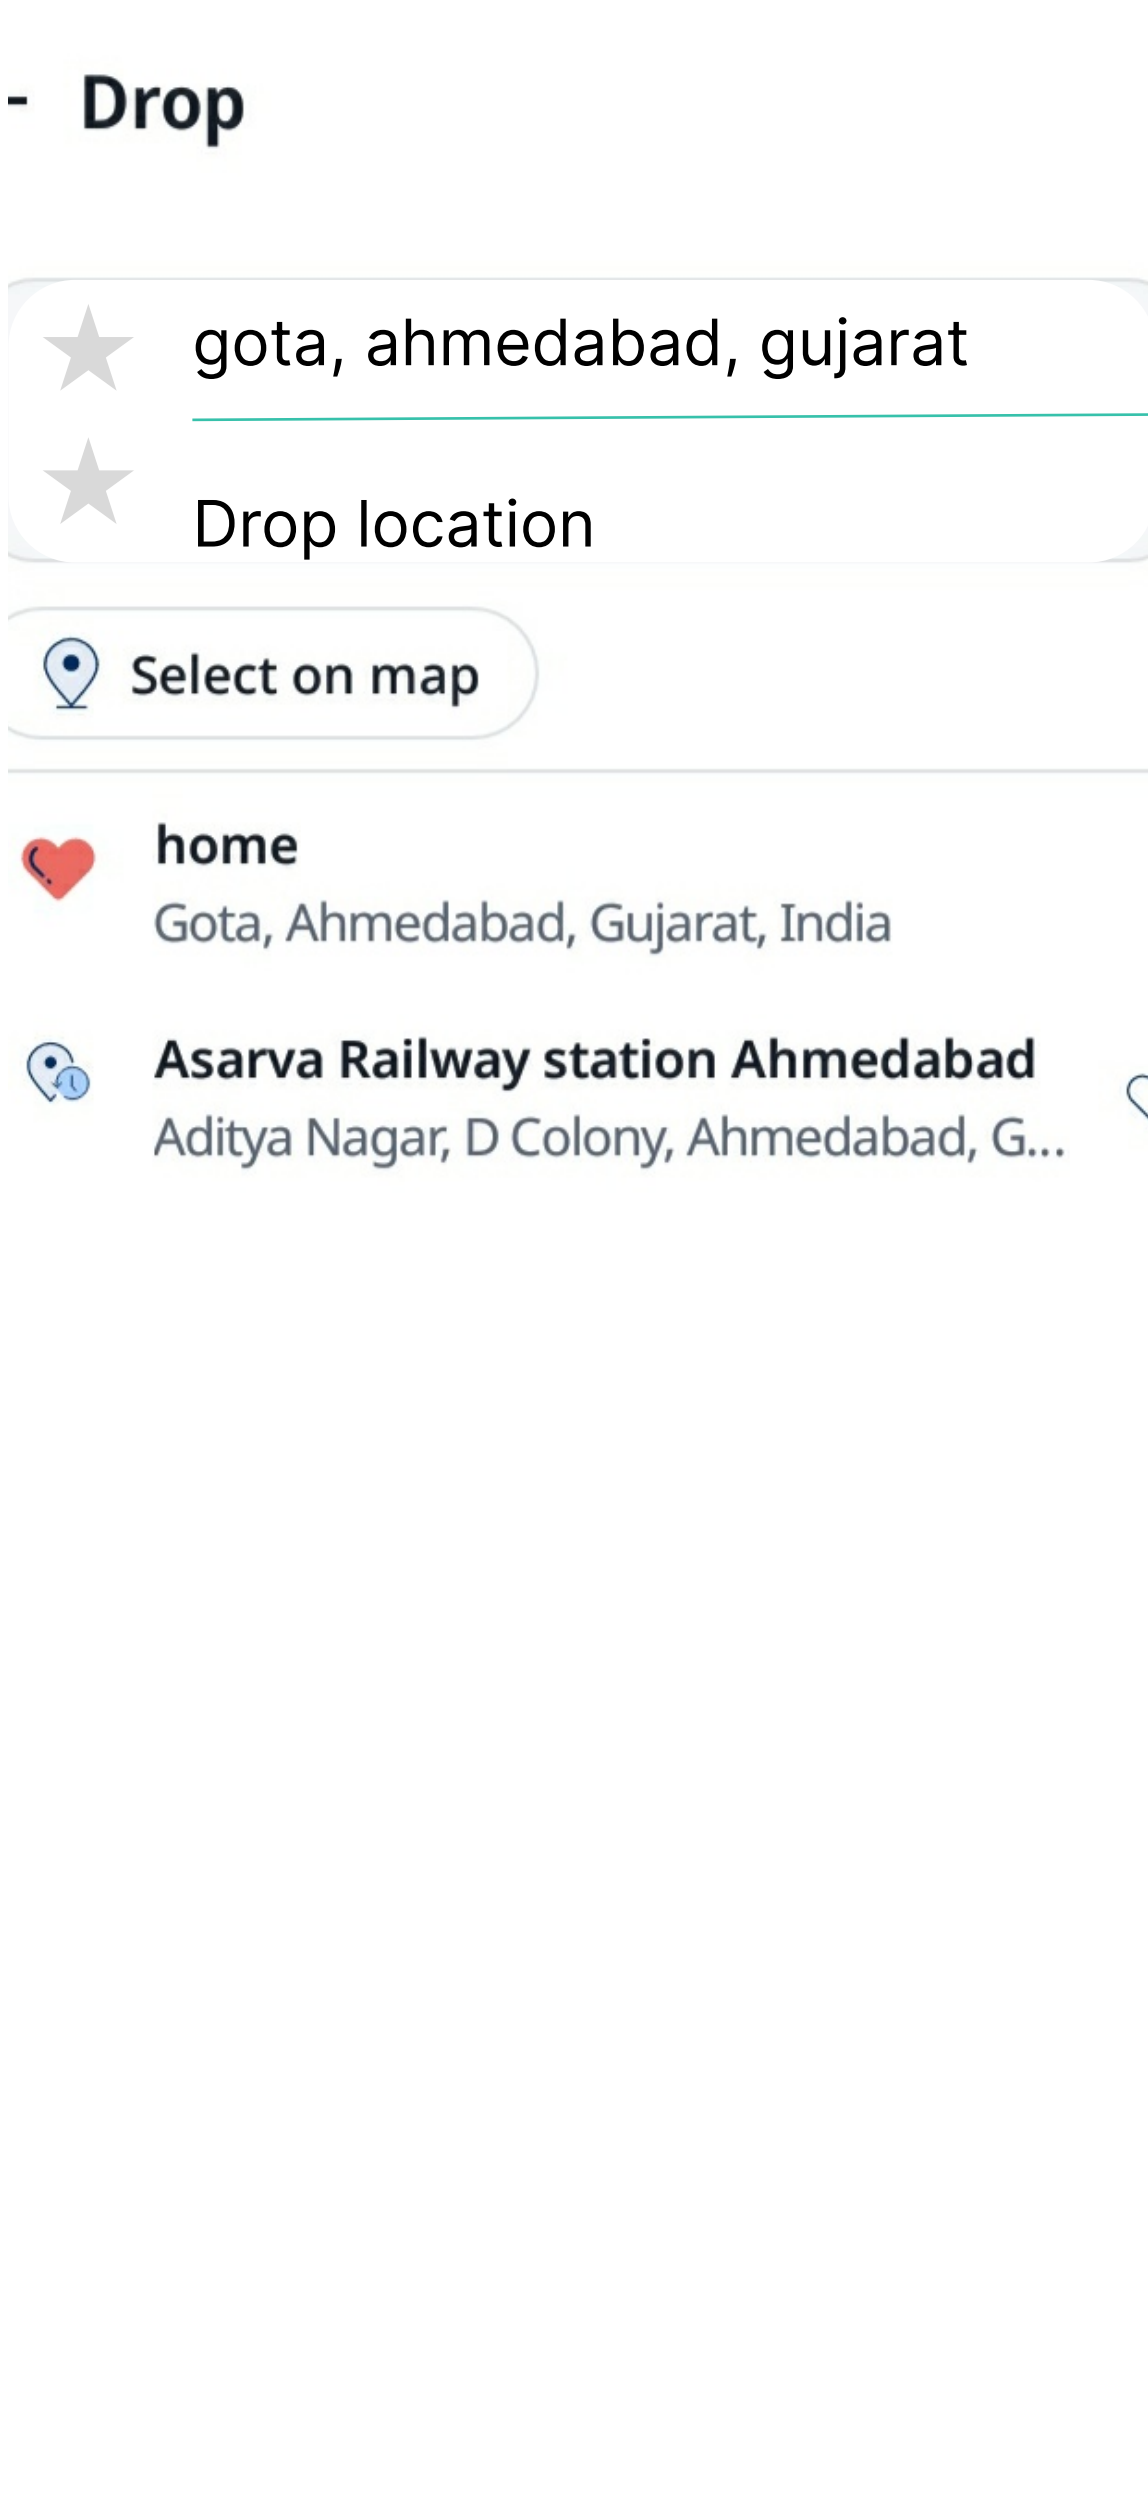 Drop
gota, ahmedabad, gujarat
Drop location
Select on map
home
Gota, Ahmedabad, Gujarat, India
Asarva Railway station Ahmedabad
Aditya Nagar, D Colony, Ahmedabad, G...